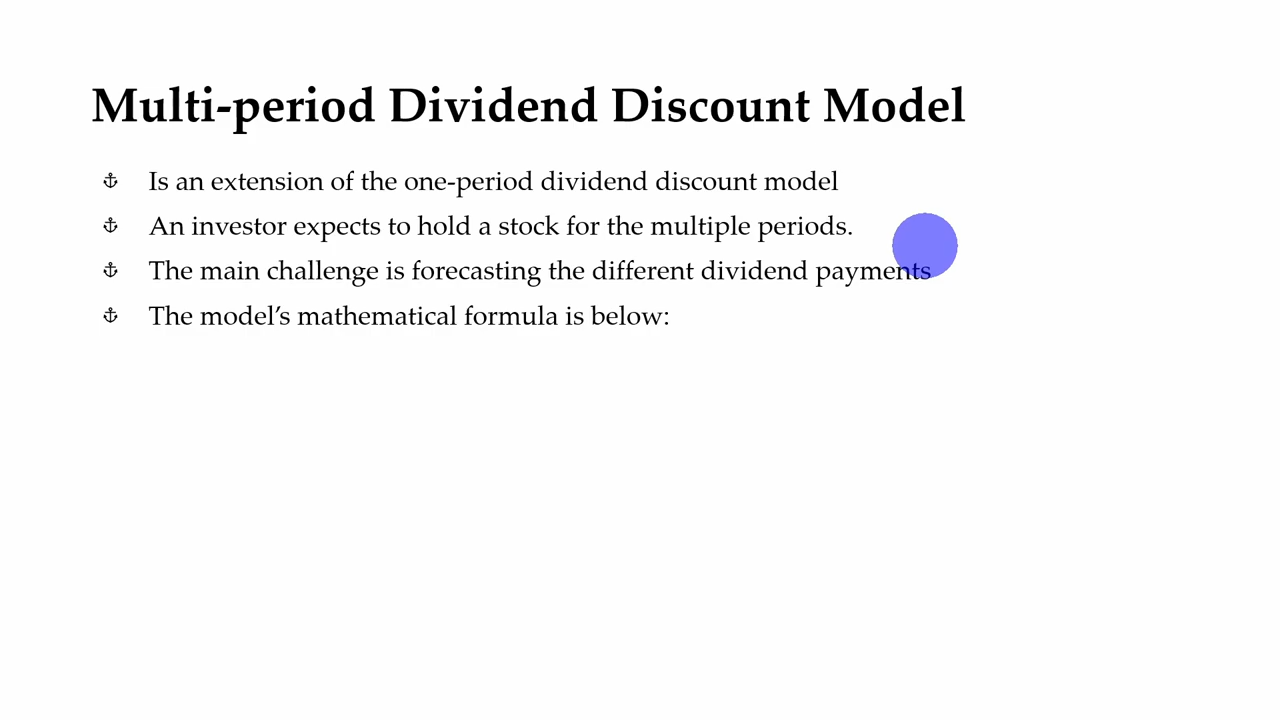 Multi-period Dividend Discount Model
Is an extension of the one-period dividend discount model
An investor expects to hold a stock for the multiple periods.
The main challenge is forecasting the different dividend payments
The model’s mathematical formula is below: